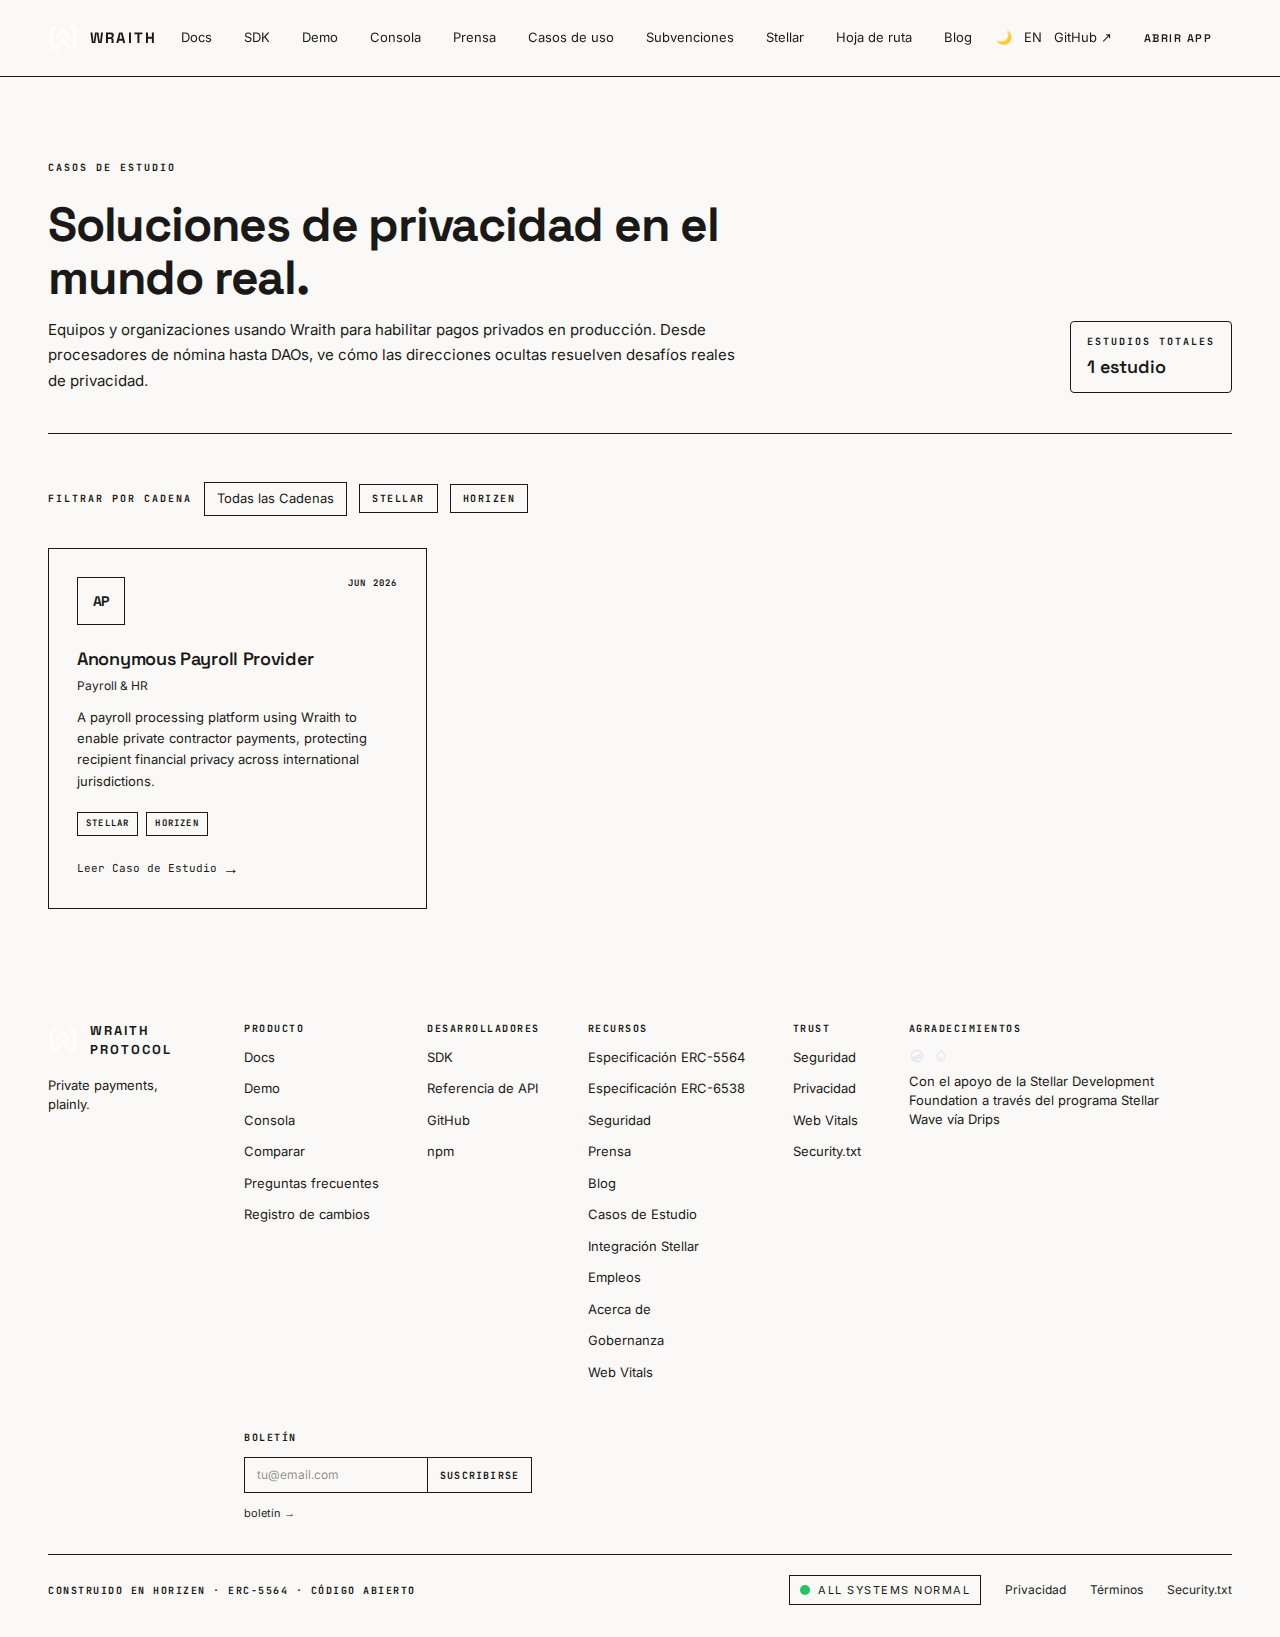 WRAITH
Docs
SDK
Demo
Consola
Prensa
Casos de uso
Subvenciones
Stellar
Hoja de ruta
Blog
EN
GitHub ↗
ABRIR APP
CASOS DE ESTUDIO
Soluciones de privacidad en el
mundo real.
Equipos y organizaciones usando Wraith para habilitar pagos privados en producción. Desde
procesadores de nómina hasta DAOs, ve cómo las direcciones ocultas resuelven desafíos reales
de privacidad.
ESTUDIOS TOTALES
1 estudio
FILTRAR POR CADENA
Todas las Cadenas
STELLAR
HORIZEN
AP
JUN 2026
Anonymous Payroll Provider
Payroll & HR
A payroll processing platform using Wraith to
enable private contractor payments, protecting
recipient financial privacy across international
jurisdictions.
STELLAR
HORIZEN
Leer Caso de Estudio →
WRAITH
PROTOCOL
Private payments,
plainly.
PRODUCTO
Docs
Demo
Consola
Comparar
Preguntas frecuentes
Registro de cambios
DESARROLLADORES
SDK
Referencia de API
GitHub
npm
RECURSOS
Especificación ERC-5564
Especificación ERC-6538
Seguridad
Prensa
Blog
Casos de Estudio
Integración Stellar
Empleos
Acerca de
Gobernanza
Web Vitals
TRUST
Seguridad
Privacidad
Web Vitals
Security.txt
AGRADECIMIENTOS
Con el apoyo de la Stellar Development
Foundation a través del programa Stellar
Wave vía Drips
BOLETÍN
tu@email.com
SUSCRIBIRSE
boletín →
CONSTRUIDO EN HORIZEN · ERC-5564 · CÓDIGO ABIERTO
ALL SYSTEMS NORMAL
Privacidad
Términos
Security.txt